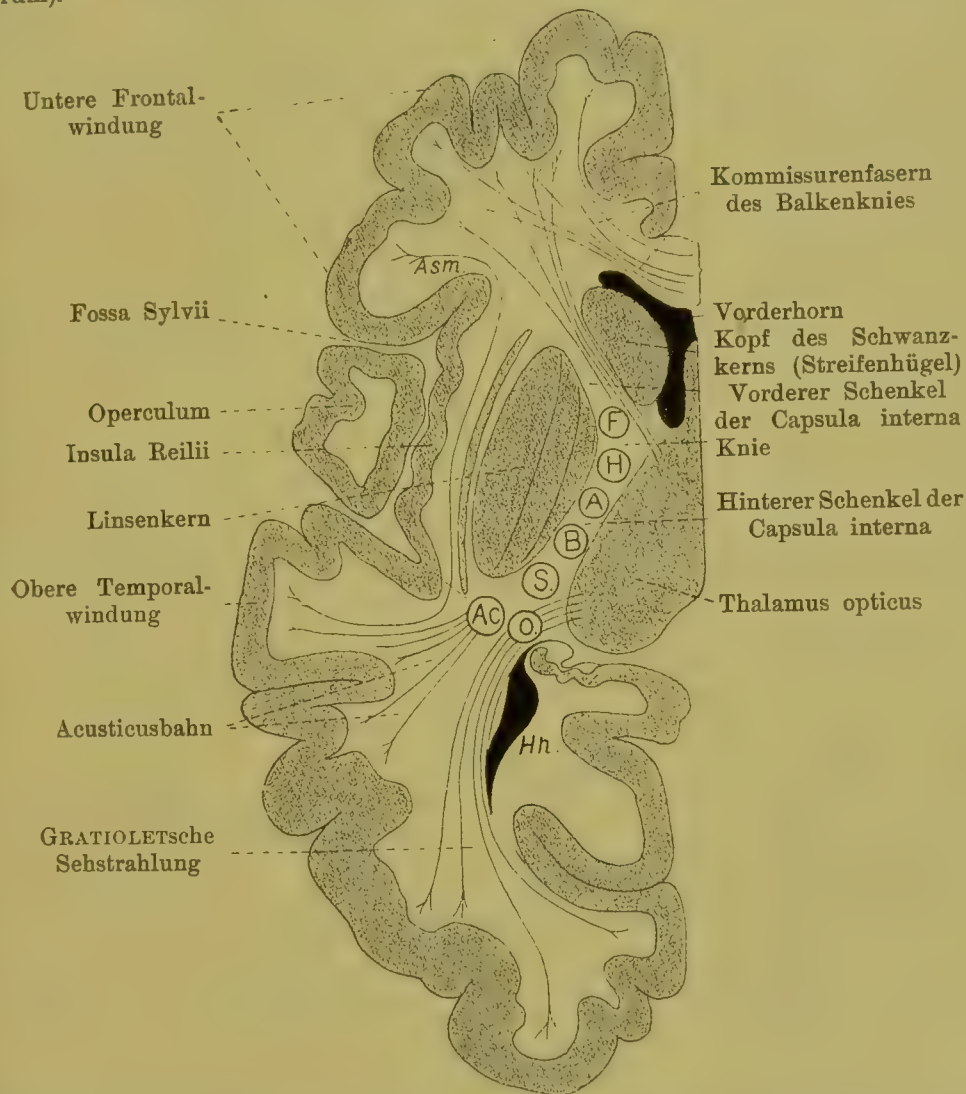 Untere Frontal-
windung
Fossa Sylvii
Operculum
Insula Reilii
Linsenkern
Obere Temporal-
windung
Acusticusbahn
GRATIOLETsche
Sehstrahlung
Asm
F
H
A
B
S.
Ac
O.
Hh.
Kommissurenfasern
des Balkenknies
Vorderhorn
Kopf des Schwanz-
kerns (Streifenhügel)
Vorderer Schenkel
der Capsula interna
Knie
Hinterer Schenkel der
Capsula interna
Thalamus opticus